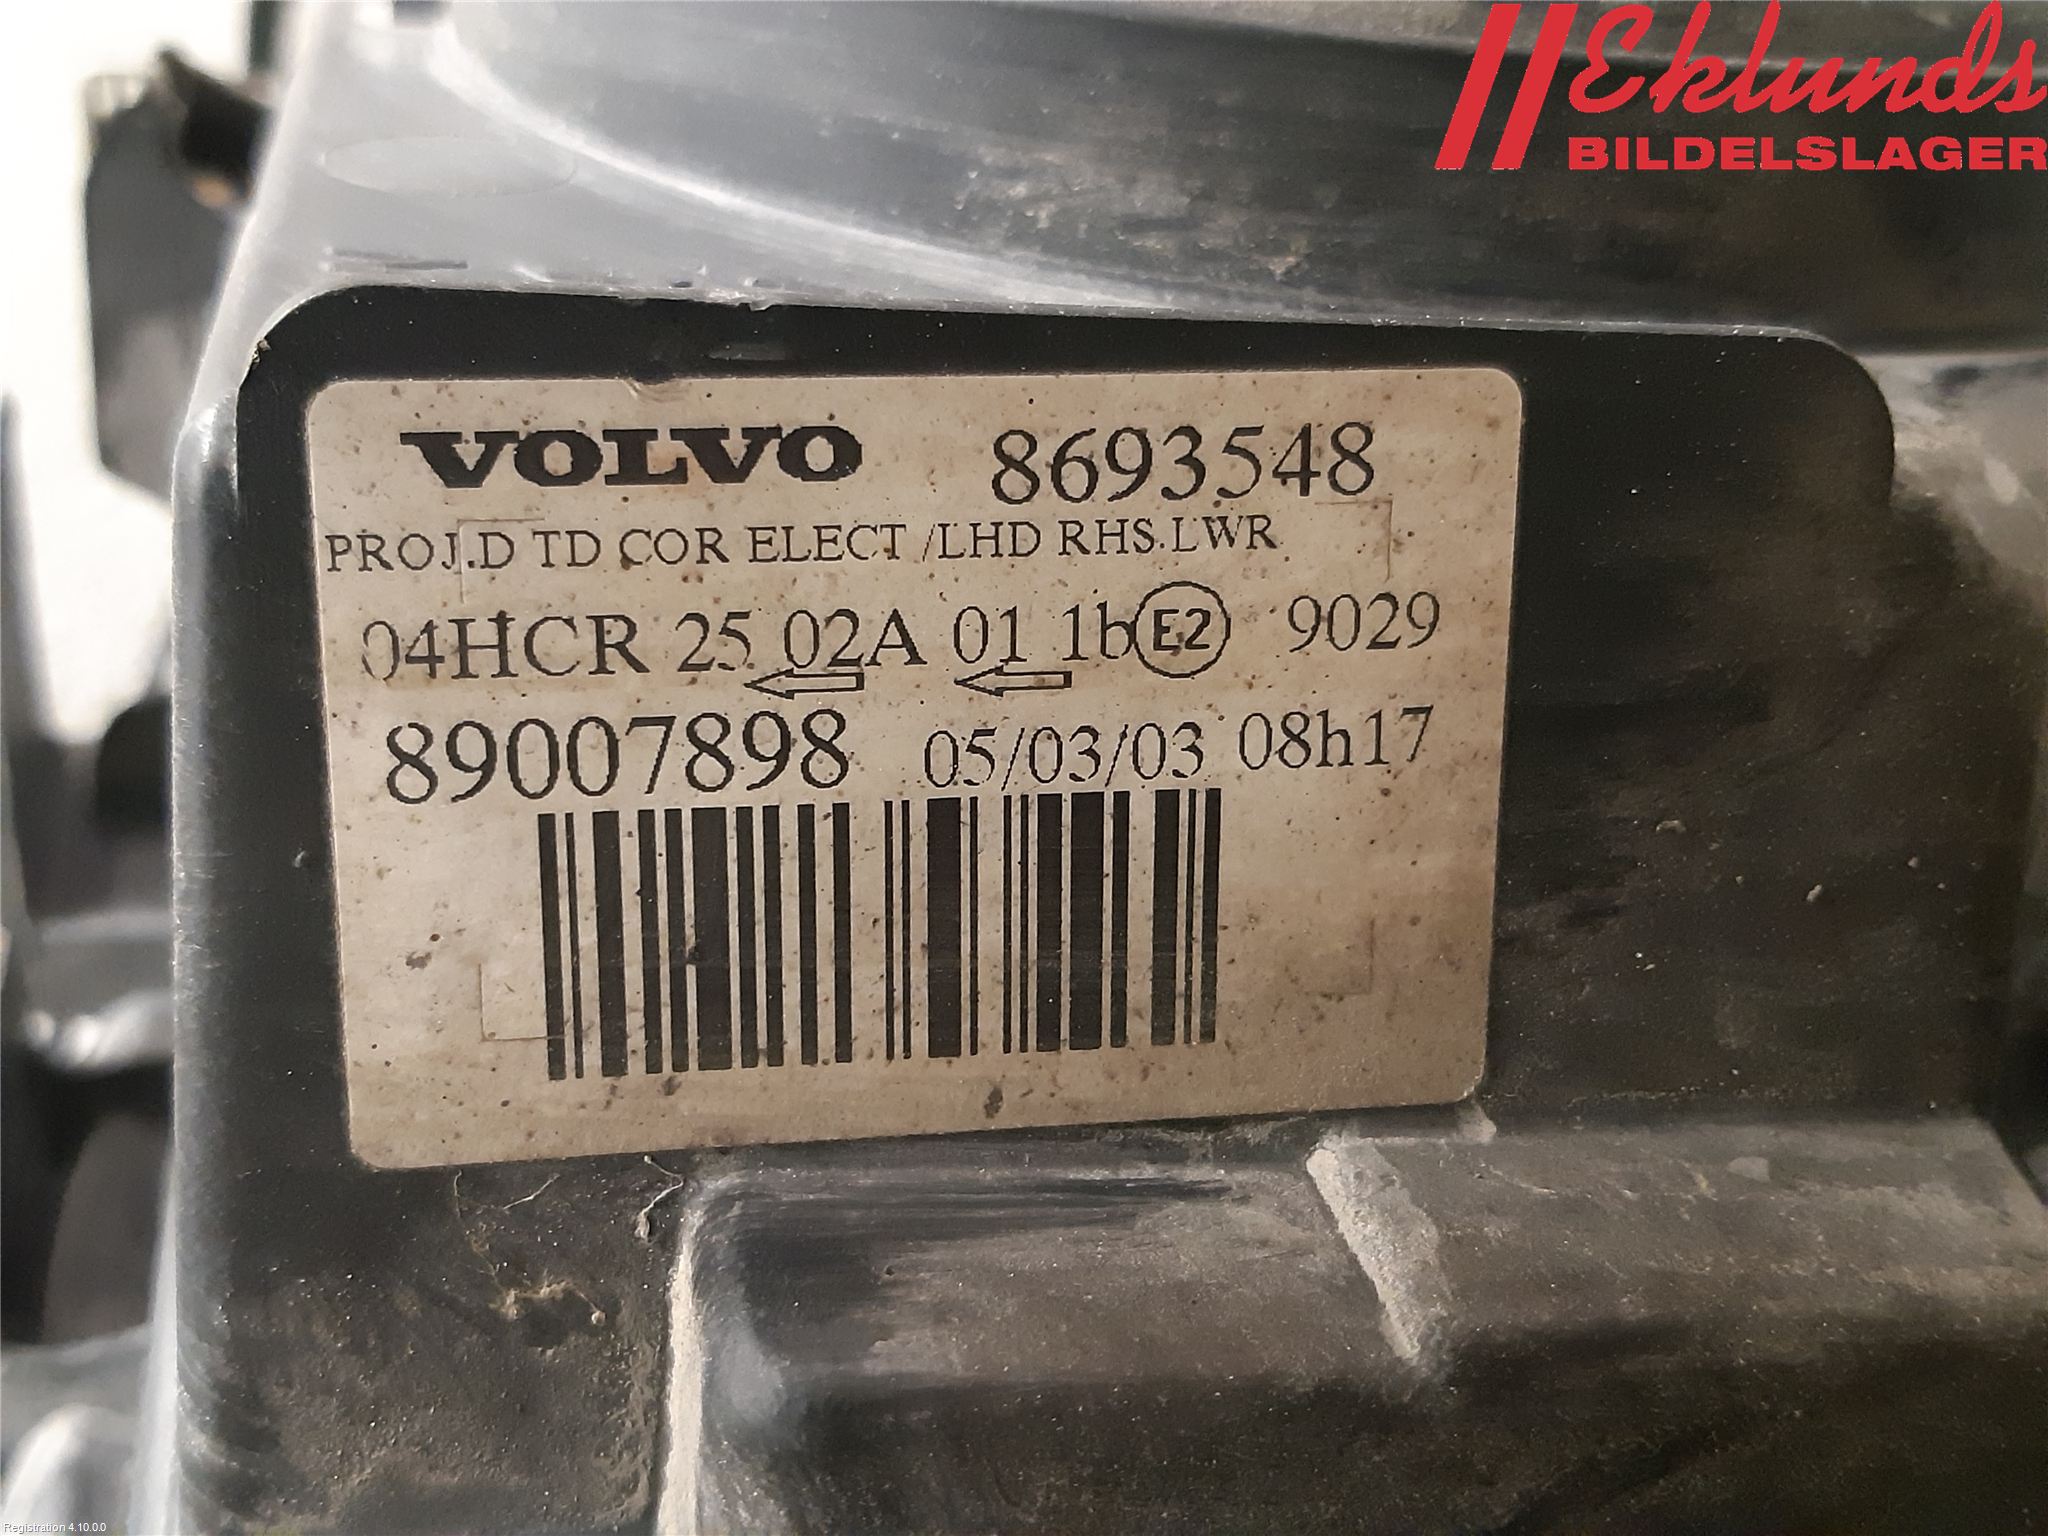 Eklunds
BILDELSLAGER
VOLVO 8693548
PROJ.D TD COR ELECT /LHD RHS.LWR
04HCR 25 02A 01 1b E2 9029
89007898 05/03/03 08h17
Registration 4.10.0.0